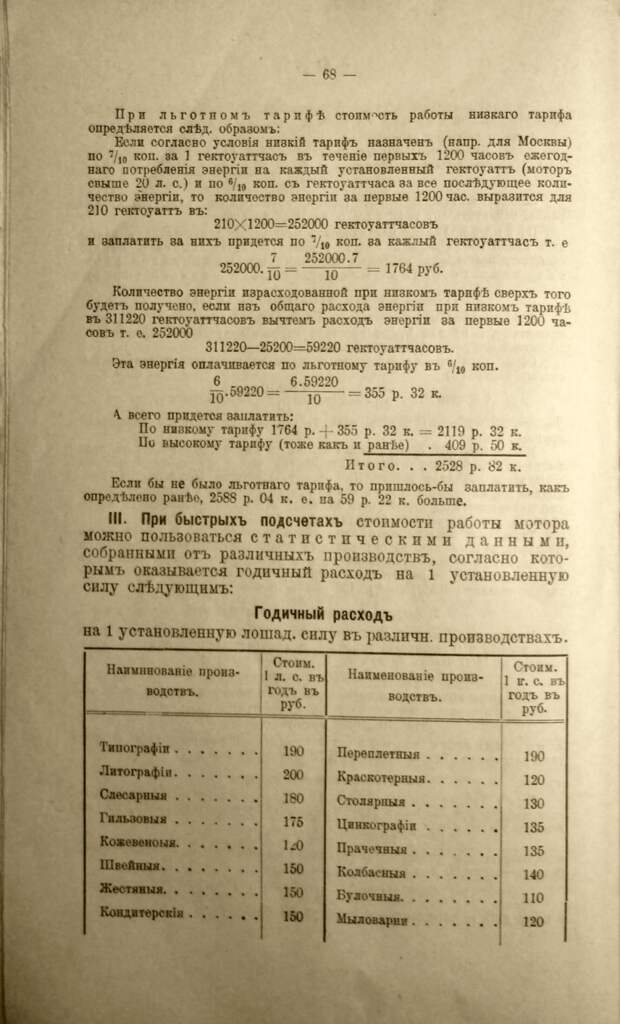 — 68 —
При льготномъ тарифѣ стоимость работы низкаго тарифа
опредѣляется слѣд. образомъ:
Если согласно условія низкій тарифъ назначенъ (напр. для Москвы)
по 7/10 коп. за 1 гектоуаттчасъ въ теченіе первыхъ 1200 часовъ ежегод-
наго потребленія энергіи на каждый установленный гектоуаттъ (моторъ
свыше 20 л. с.) и по 6/10 коп. съ гектоуаттчаса за все послѣдующее коли-
чество энергіи, то количество энергіи за первые 1200 час. выразится для
210 гектоуаттъ въ:
210×1200=252000 гектоуаттчасовъ
и заплатить за нихъ придется по 7/10 коп. за кажлый гектоуаттчасъ т. е
252000. 7/10 = 252000.7/10 = 1764 руб.
Количество энергіи израсходованной при низкомъ тарифѣ сверхъ того
будетъ получено, если изъ общаго расхода энергіи при низкомъ тарифѣ
въ 311220 гектоуаттчасовъ вычтемъ расходъ энергіи за первые 1200 ча-
совъ т. е. 252000
311220—25200=59220 гектоуаттчасовъ.
Эта энергія оплачивается по льготному тарифу въ 6/10 коп.
6/10.59220 = 6.59220/10 = 355 р. 32 к.
А всего придется заплатить:
По низкому тарифу 1764 р. + 355 р. 32 к. = 2119 р. 32 к.
По высокому тарифу (тоже какъ и ранѣе) . 409 р. 50 к.
Итого. . . 2528 р. 82 к.
Если бы не было льготнаго тарифа, то пришлось-бы заплатить, какъ
опредѣлено ранѣе, 2588 р. 04 к. е. на 59 р. 22 к. больше.
III. При быстрыхъ подсчетахъ стоимости работы мотора
можно пользоваться статистическими данными,
собранными отъ различныхъ производствъ, согласно кото-
рымъ оказывается годичный расходъ на 1 установленную
силу слѣдующимъ:
Годичный расходъ
на 1 установленную лошад. силу въ различн. производствахъ.
Наиминованіе произ-
водствъ.
Стоим.
1 л. с. въ
годъ въ
руб.
Наименованіе произ-
водствъ.
Стоим.
1 л. с. въ
годъ въ
руб.
Типографіи . . . . . . . 190
Литографіи. . . . . . . 200
Слесарныя . . . . . . . 180
Гильзовыя . . . . . . . 175
Кожевеноыя. . . . . . .
Швейныя. . . . . . . . 150
Жестяныя. . . . . . . . 150
Кондитерскія . . . . . . 150
Переплетныя . . . . . . 190
Краскотерныя. . . . . . 120
Столярныя . . . . . . . 130
Цинкографіи . . . . . . 135
Прачечныя . . . . . . . 135
Колбасныя . . . . . . . 140
Булочныя. . . . . . . . 110
Мыловарни . . . . . . . 120